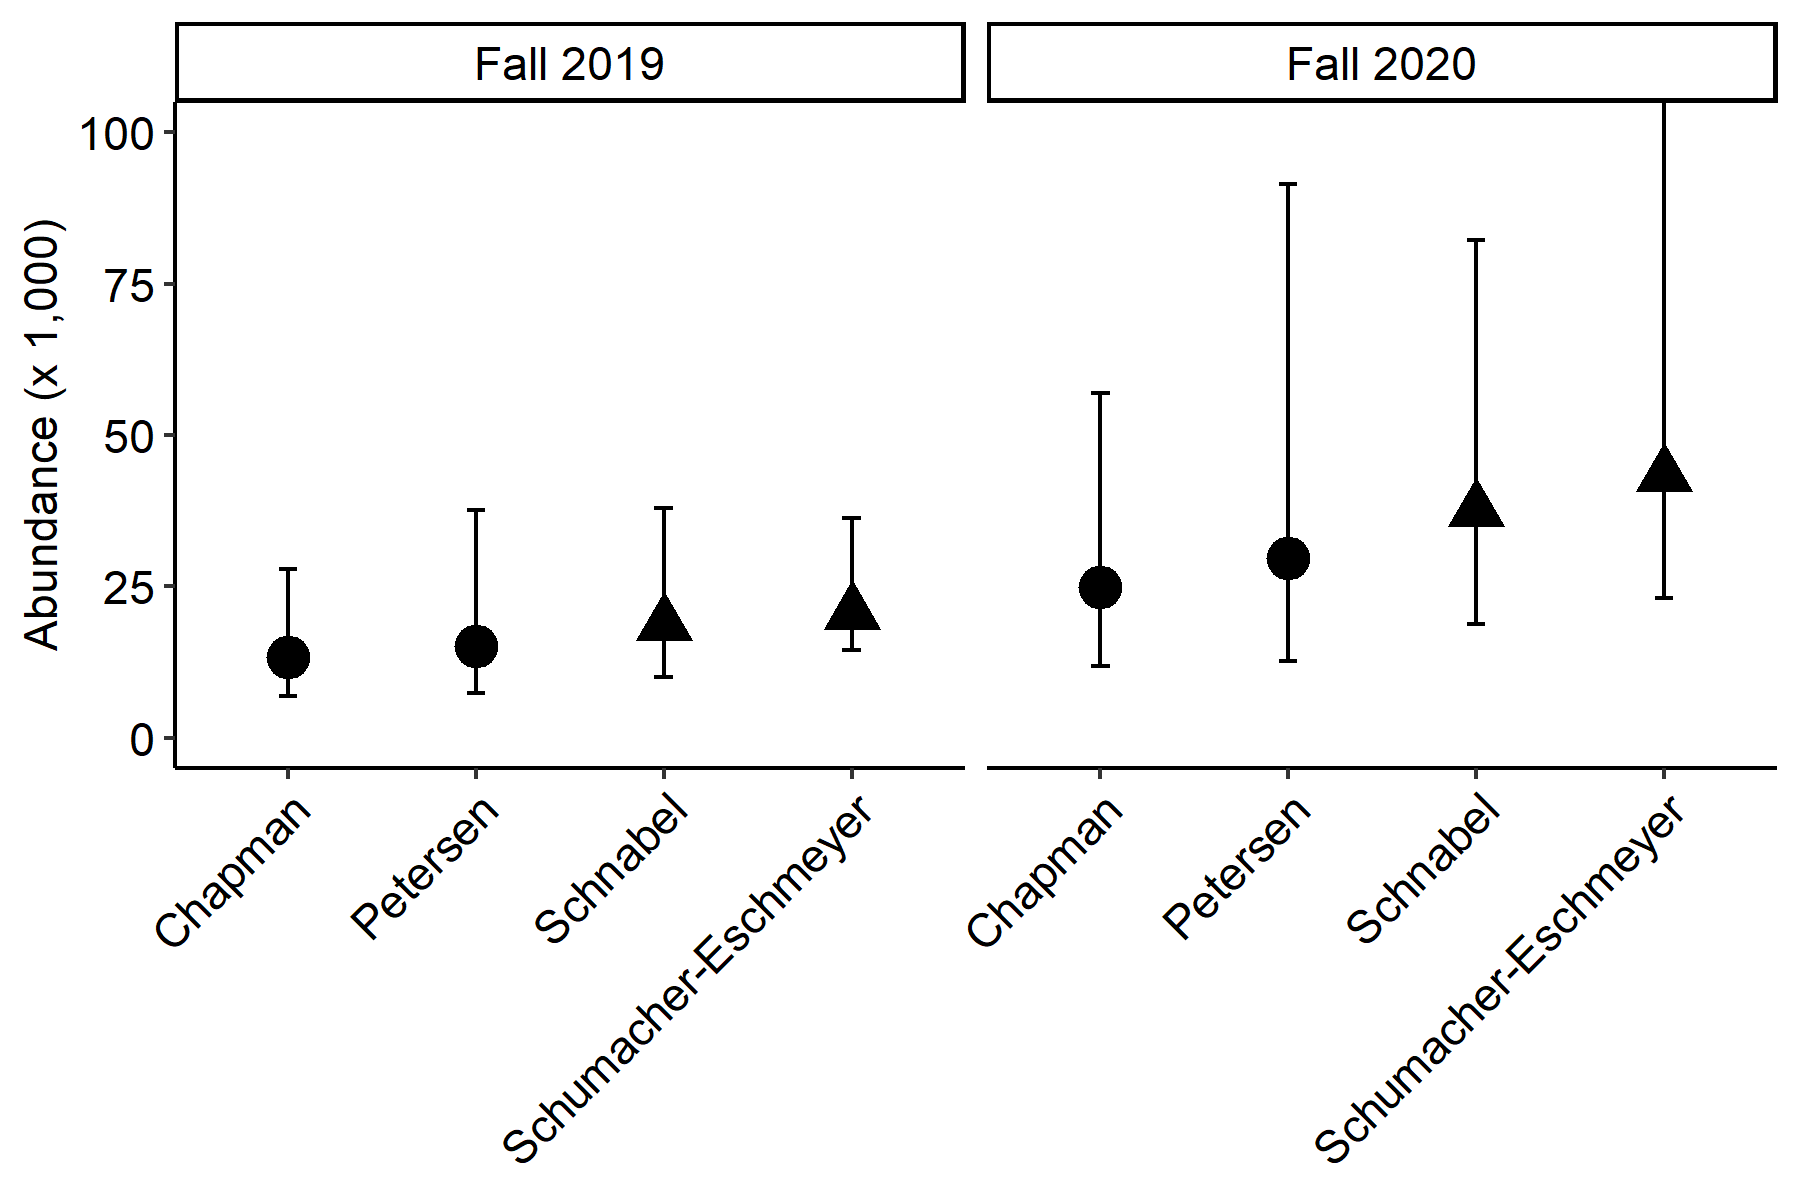 Fall 2019
Fall 2020
Abundance (x 1,000)
100
75
50
25
0
Chapman
Petersen
Schnabel
Schumacher-Eschmeyer
Chapman
Petersen
Schnabel
Schumacher-Eschmeyer